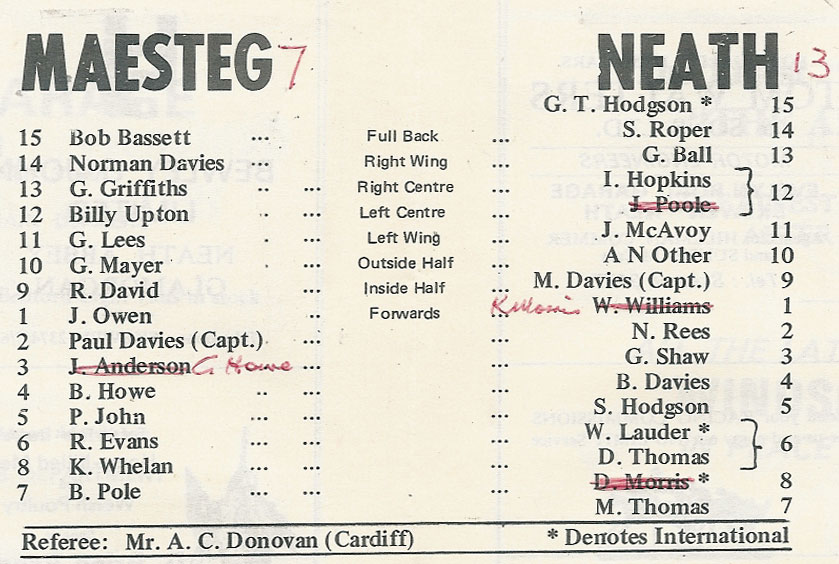 MAESTEG 7 NEATH 13
G. T. Hodgson * 15
15 Bob Bassett ... Full Back ... S. Roper 14
14 Norman Davies ... Right Wing ... G. Ball 13
13 G. Griffiths .. ... Right Centre ... I. Hopkins
12 Billy Upton . ... Left Centre ... J. Poole 12
11 G. Lees .. ... Left Wing ... J. McAvoy 11
10 G. Mayer .. ... Outside Half A N Other 10
9 R. David .. ... Inside Half ... M. Davies (Capt.) 9
1 J. Owen .. Forwards ... K Morris W. Williams 1
2 Paul Davies (Capt.) ... ... N. Rees 2
3 J. Anderson G Howe ... ... G. Shaw 3
4 B. Howe .. ... ... B. Davies 4
5 P. John ... ... ... S. Hodgson 5
6 R. Evans ... ... ... W. Lauder *
8 K. Whelan ... ... ... D. Thomas 6
7 B. Pole ... ... ... D. Morris * 8
M. Thomas 7
Referee: Mr. A. C. Donovan (Cardiff) * Denotes International